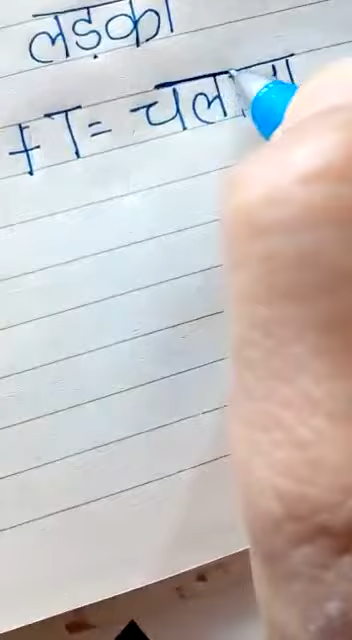 लड़का
+ ा = चल